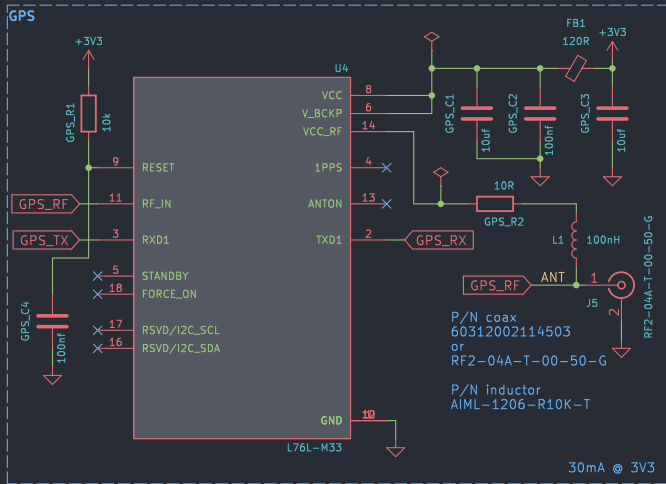 GPS
+3V3
GPS_R1
10k
U4
FB1
120R
+3V3
GPS_C1
10uf
GPS_C2
100nf
GPS_C3
10uf
VCC 8
V_BCKP 6
VCC_RF 14
9 RESET
1PPS 4
GPS_RF 11 RF_IN
ANTON 13
10R
GPS_R2
GPS_TX 3 RXD1
TXD1 2 GPS_RX
L1 100nH
5 STANDBY
18 FORCE_ON
GPS_RF ANT 1
J5
2
RF2-04A-T-00-50-G
GPS_C4
100nf
17 RSVD/I2C_SCL
16 RSVD/I2C_SDA
P/N coax
60312002114503
or
RF2-04A-T-00-50-G
P/N inductor
AIML-1206-R10K-T
GND
L76L-M33
30mA @ 3V3